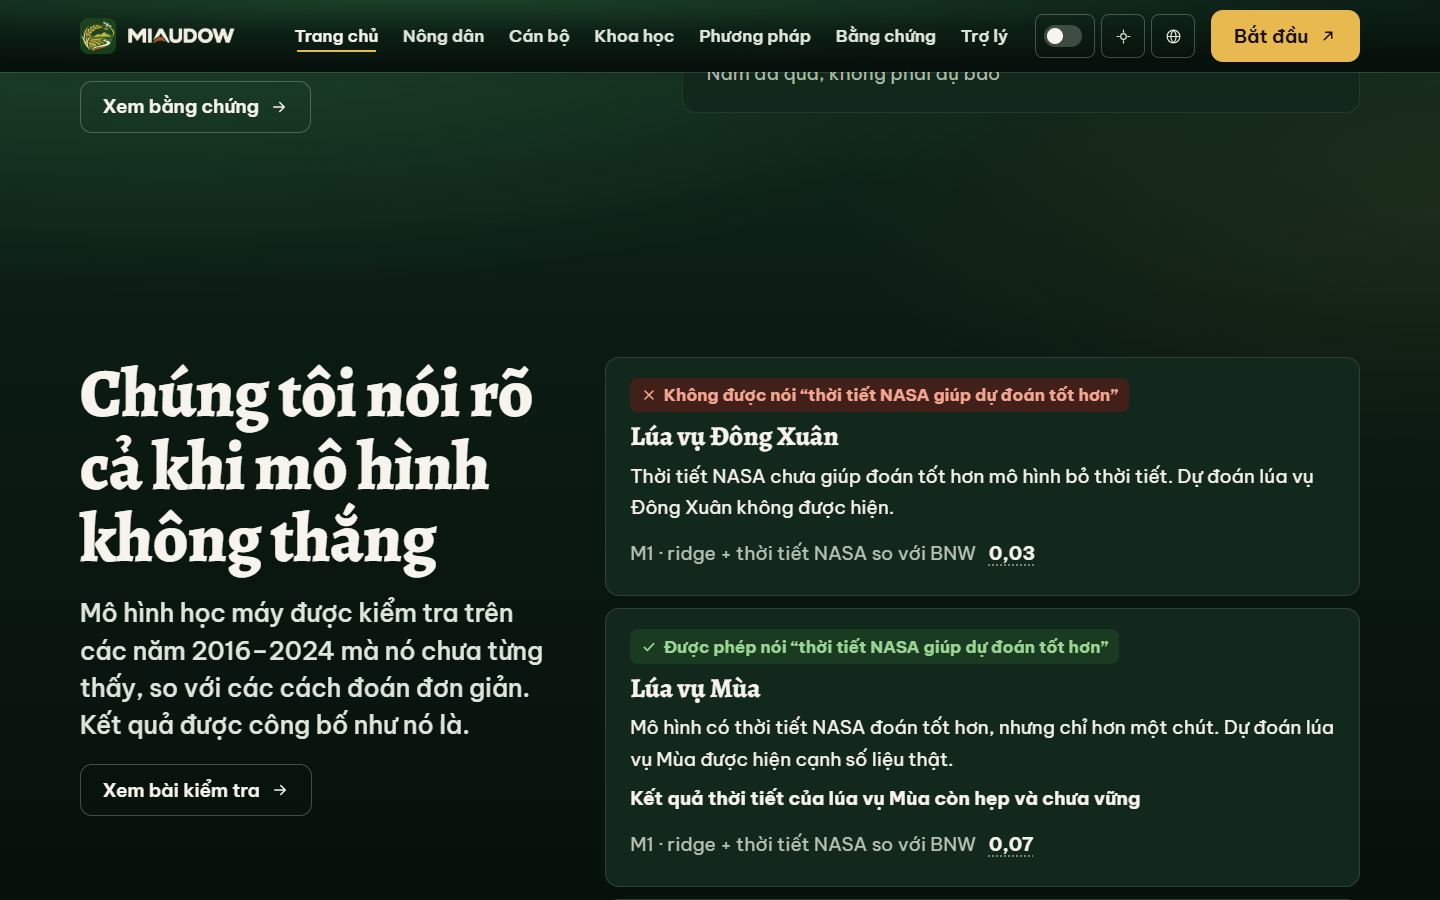 MIAUDOW
Trang chủ
Nông dân
Cán bộ
Khoa học
Phương pháp
Bằng chứng
Trợ lý
Bắt đầu
Năm đã qua, không phải dự báo
Xem bằng chứng
Chúng tôi nói rõ
cả khi mô hình
không thắng
Mô hình học máy được kiểm tra trên
các năm 2016–2024 mà nó chưa từng
thấy, so với các cách đoán đơn giản.
Kết quả được công bố như nó là.
Xem bài kiểm tra
Không được nói “thời tiết NASA giúp dự đoán tốt hơn”
Lúa vụ Đông Xuân
Thời tiết NASA chưa giúp đoán tốt hơn mô hình bỏ thời tiết. Dự đoán lúa vụ
Đông Xuân không được hiện.
M1 · ridge + thời tiết NASA so với BNW 0,03
Được phép nói “thời tiết NASA giúp dự đoán tốt hơn”
Lúa vụ Mùa
Mô hình có thời tiết NASA đoán tốt hơn, nhưng chỉ hơn một chút. Dự đoán lúa
vụ Mùa được hiện cạnh số liệu thật.
Kết quả thời tiết của lúa vụ Mùa còn hẹp và chưa vững
M1 · ridge + thời tiết NASA so với BNW 0,07